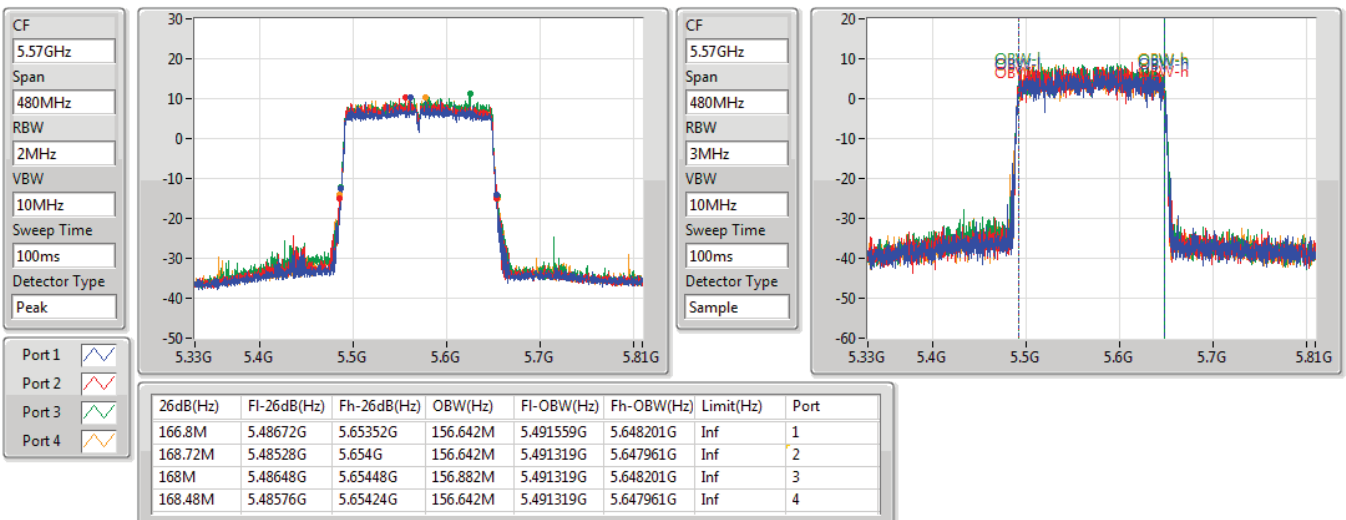 CF
5.57GHz
Span
480MHz
RBW
2MHz
VBW
10MHz
Sweep Time
100ms
Detector Type
Peak
30
20
10
0
-10
-20
-30
-40
-50
5.33G 5.4G 5.5G 5.6G 5.7G 5.81G
CF
5.57GHz
Span
480MHz
RBW
3MHz
VBW
10MHz
Sweep Time
100ms
Detector Type
Sample
20
10
0
-10
-20
-30
-40
-50
-60
OBW-l OBW-h
5.33G 5.4G 5.5G 5.6G 5.7G 5.81G
Port 1
Port 2
Port 3
Port 4
26dB(Hz) Fl-26dB(Hz) Fh-26dB(Hz) OBW(Hz) Fl-OBW(Hz) Fh-OBW(Hz) Limit(Hz) Port
166.8M 5.48672G 5.65352G 156.642M 5.491559G 5.648201G Inf 1
168.72M 5.48528G 5.654G 156.642M 5.491319G 5.647961G Inf 2
168M 5.48648G 5.65448G 156.882M 5.491319G 5.648201G Inf 3
168.48M 5.48576G 5.65424G 156.642M 5.491319G 5.647961G Inf 4